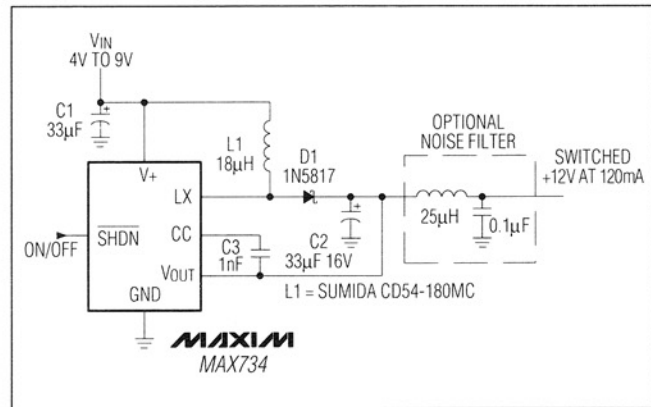 VIN
4V TO 9V
C1
33µF
L1
18µH
D1
1N5817
OPTIONAL
NOISE FILTER
SWITCHED
+12V AT 120mA
V+
LX
25µH
0.1µF
ON/OFF
SHDN
CC
C3
1nF
C2
33µF 16V
VOUT
L1 = SUMIDA CD54-180MC
GND
MAXIM
MAX734